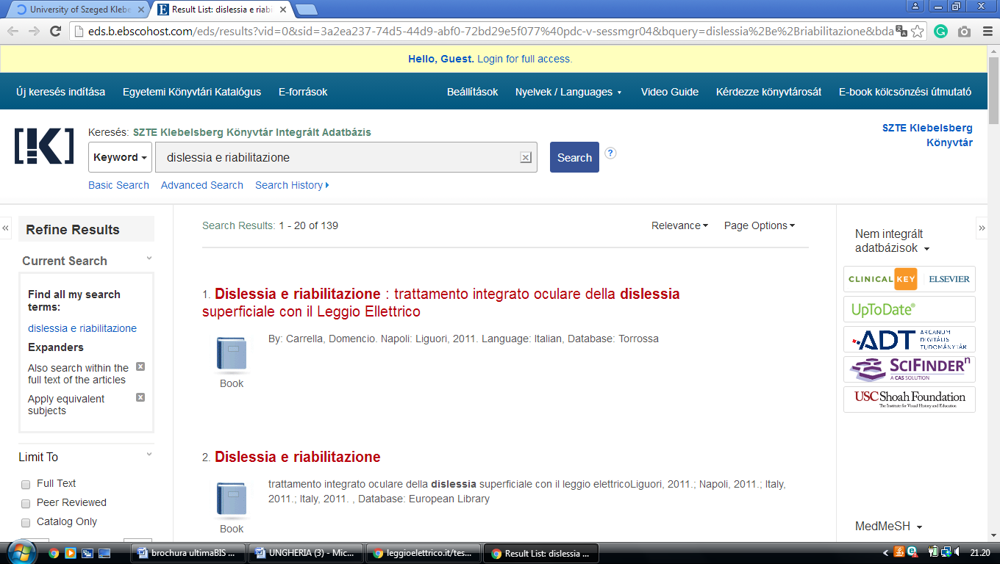 University of Szeged Klebe
Result List: dislessia e riabi
eds.b.ebscohost.com/eds/results?vid=0&sid=3a2ea237-74d5-44d9-abf0-72bd29e5f077%40pdc-v-sessmgr04&bquery=dislessia%2Be%2Briabilitazione&bda
Hello, Guest. Login for full access.
Új keresés indítása Egyetemi Könyvtári Katalógus E-források Beállítások Nyelvek / Languages Video Guide Kérdezze könyvtárosát E-book kölcsönzési útmutató
[K]
Keresés: SZTE Klebelsberg Könyvtár Integrált Adatbázis
SZTE Klebelsberg
Könyvtár
Keyword dislessia e riabilitazione Search ?
Basic Search Advanced Search Search History
Refine Results
Current Search
Find all my search
terms:
dislessia e riabilitazione
Expanders
Also search within the
full text of the articles
Apply equivalent
subjects
Limit To
Full Text
Peer Reviewed
Catalog Only
Search Results: 1 - 20 of 139 Relevance Page Options
1. Dislessia e riabilitazione : trattamento integrato oculare della dislessia
superficiale con il Leggio Ellettrico
By: Carrella, Domencio. Napoli: Liguori, 2011. Language: Italian, Database: Torrossa
Book
2. Dislessia e riabilitazione
trattamento integrato oculare della dislessia superficiale con il leggio elettricoLiguori, 2011.; Napoli, 2011.; Italy,
2011.; Italy, 2011. , Database: European Library
Book
Nem integrált
adatbázisok
CLINICALKEY ELSEVIER
UpToDate®
ADT ARCANUM
DIGITÁLIS
TUDOMÁNYTÁR
SCIFINDERn
A CAS SOLUTION
USC Shoah Foundation
The Institute for Visual History and Education
MedMeSH
brochura ultimaBIS ... UNGHERIA (3) - Mic... leggioelettrico.it/tes... Result List: dislessia ... 21.20